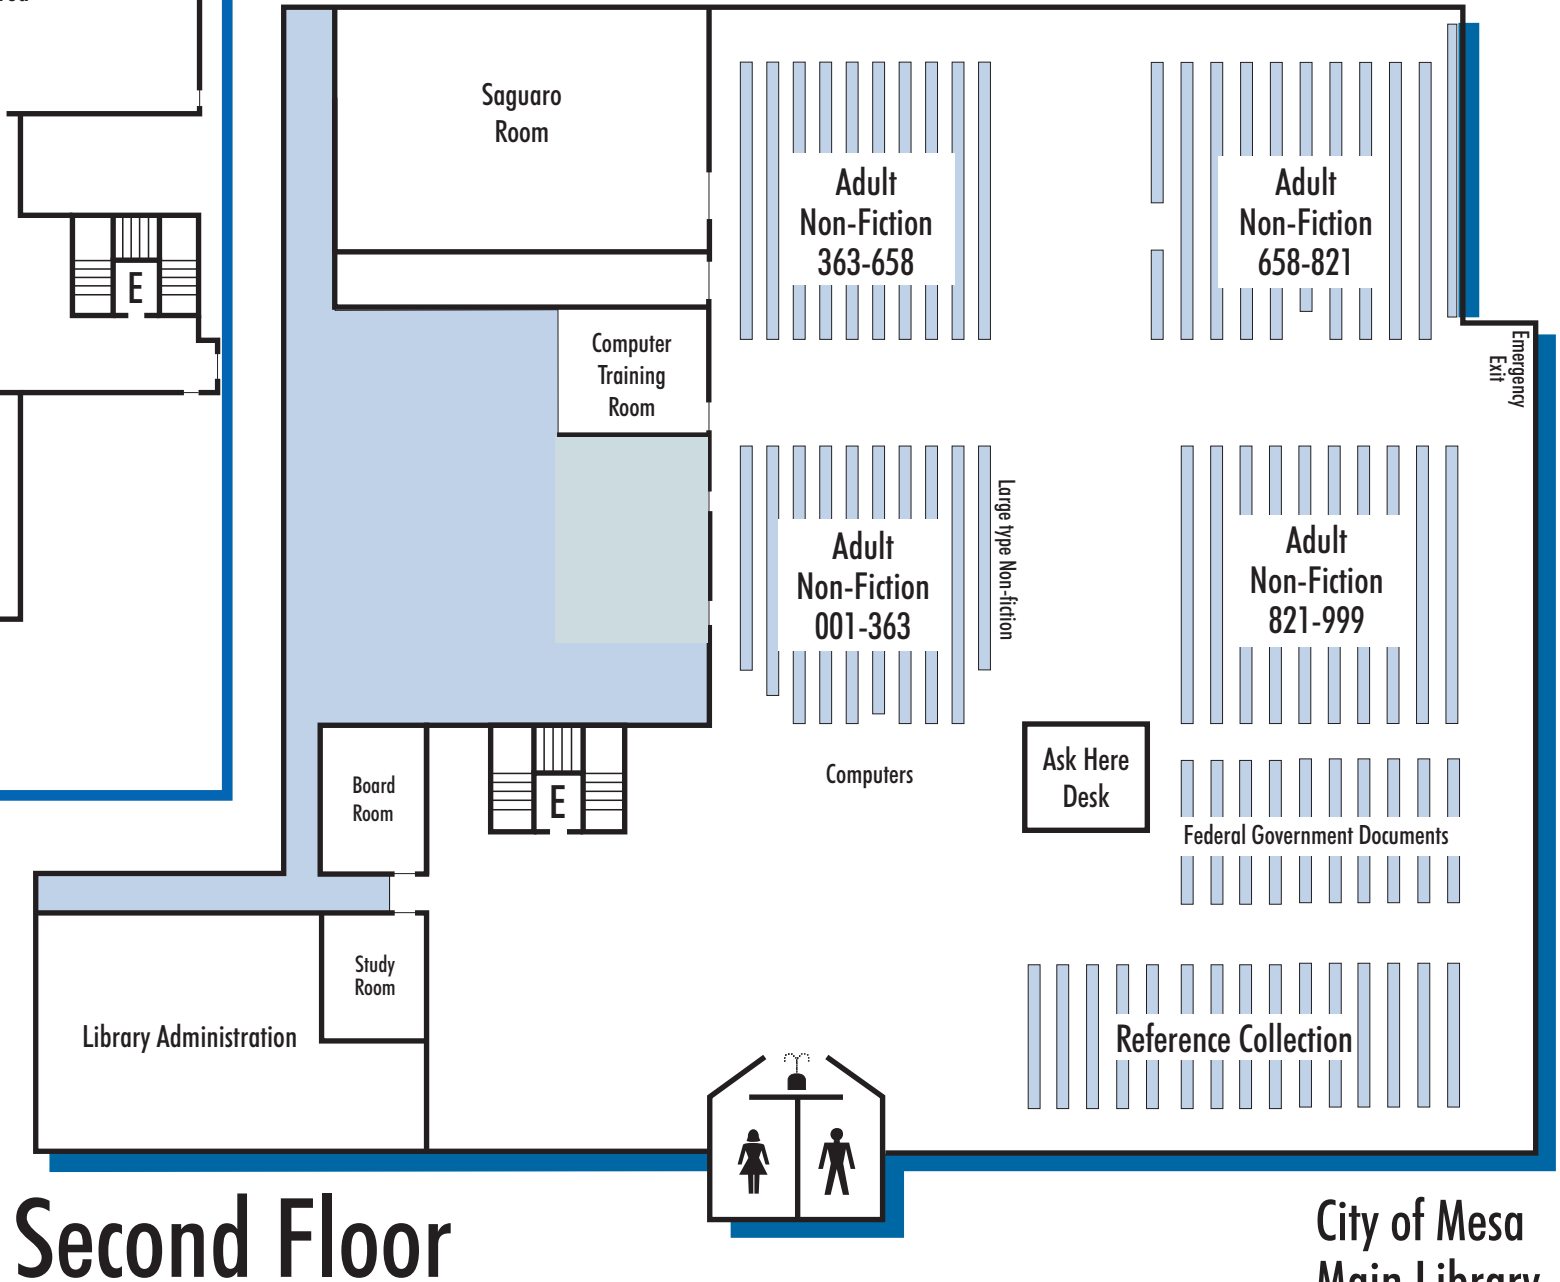 Saguaro
Room
Adult
Non-Fiction
363-658
Adult
Non-Fiction
658-821
E
Computer
Training
Room
Emergency
Exit
Large type Non-fiction
Adult
Non-Fiction
001-363
Adult
Non-Fiction
821-999
Board
Room
E
Computers
Ask Here
Desk
Federal Government Documents
Study
Room
Library Administration
Reference Collection
Second Floor
City of Mesa
Main Library